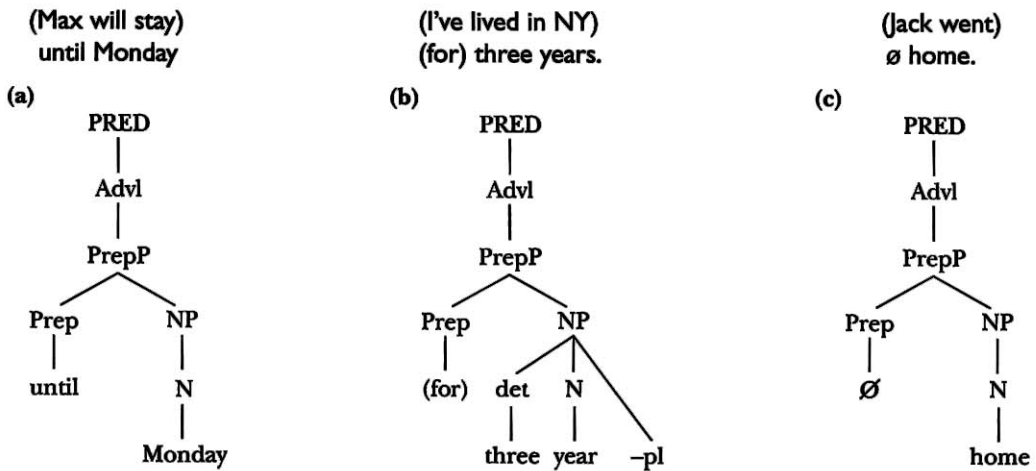 (Max will stay)
until Monday
(I've lived in NY)
(for) three years.
(Jack went)
ø home.
(a)
PRED
Advl
PrepP
Prep NP
until N
Monday
(b)
PRED
Advl
PrepP
Prep NP
(for) det N
three year –pl
(c)
PRED
Advl
PrepP
Prep NP
Ø N
home